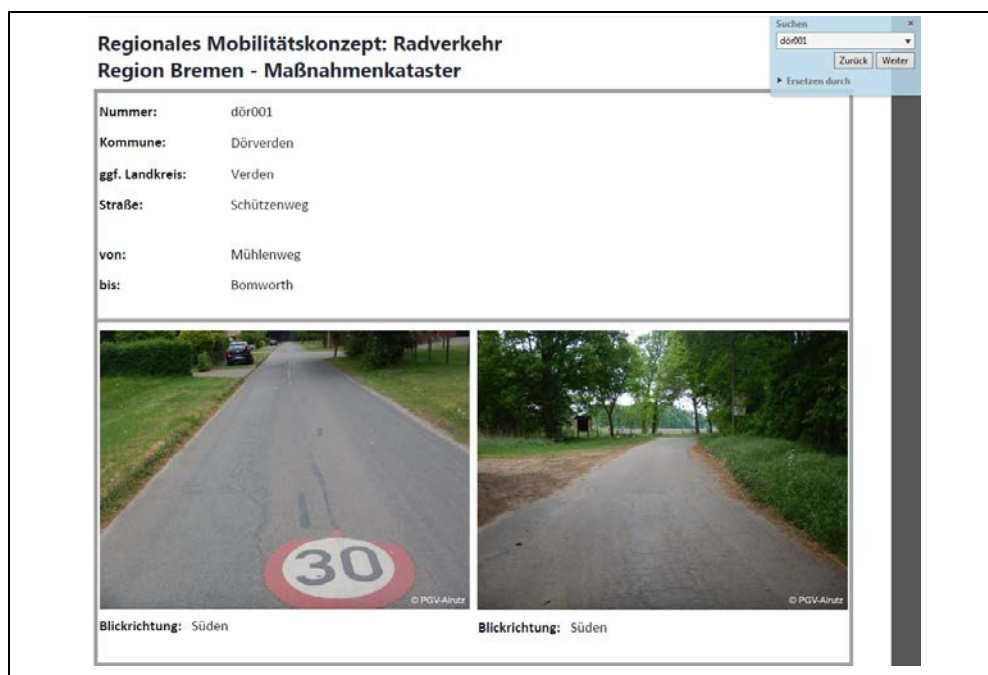 Regionales Mobilitätskonzept: Radverkehr
Region Bremen - Maßnahmenkataster
Suchen ×
dör001
Zurück Weiter
Ersetzen durch
Nummer: dör001
Kommune: Dörverden
ggf. Landkreis: Verden
Straße: Schützenweg
von: Mühlenweg
bis: Bomworth
30
© PGV-Alrutz
© PGV-Alrutz
Blickrichtung: Süden
Blickrichtung: Süden